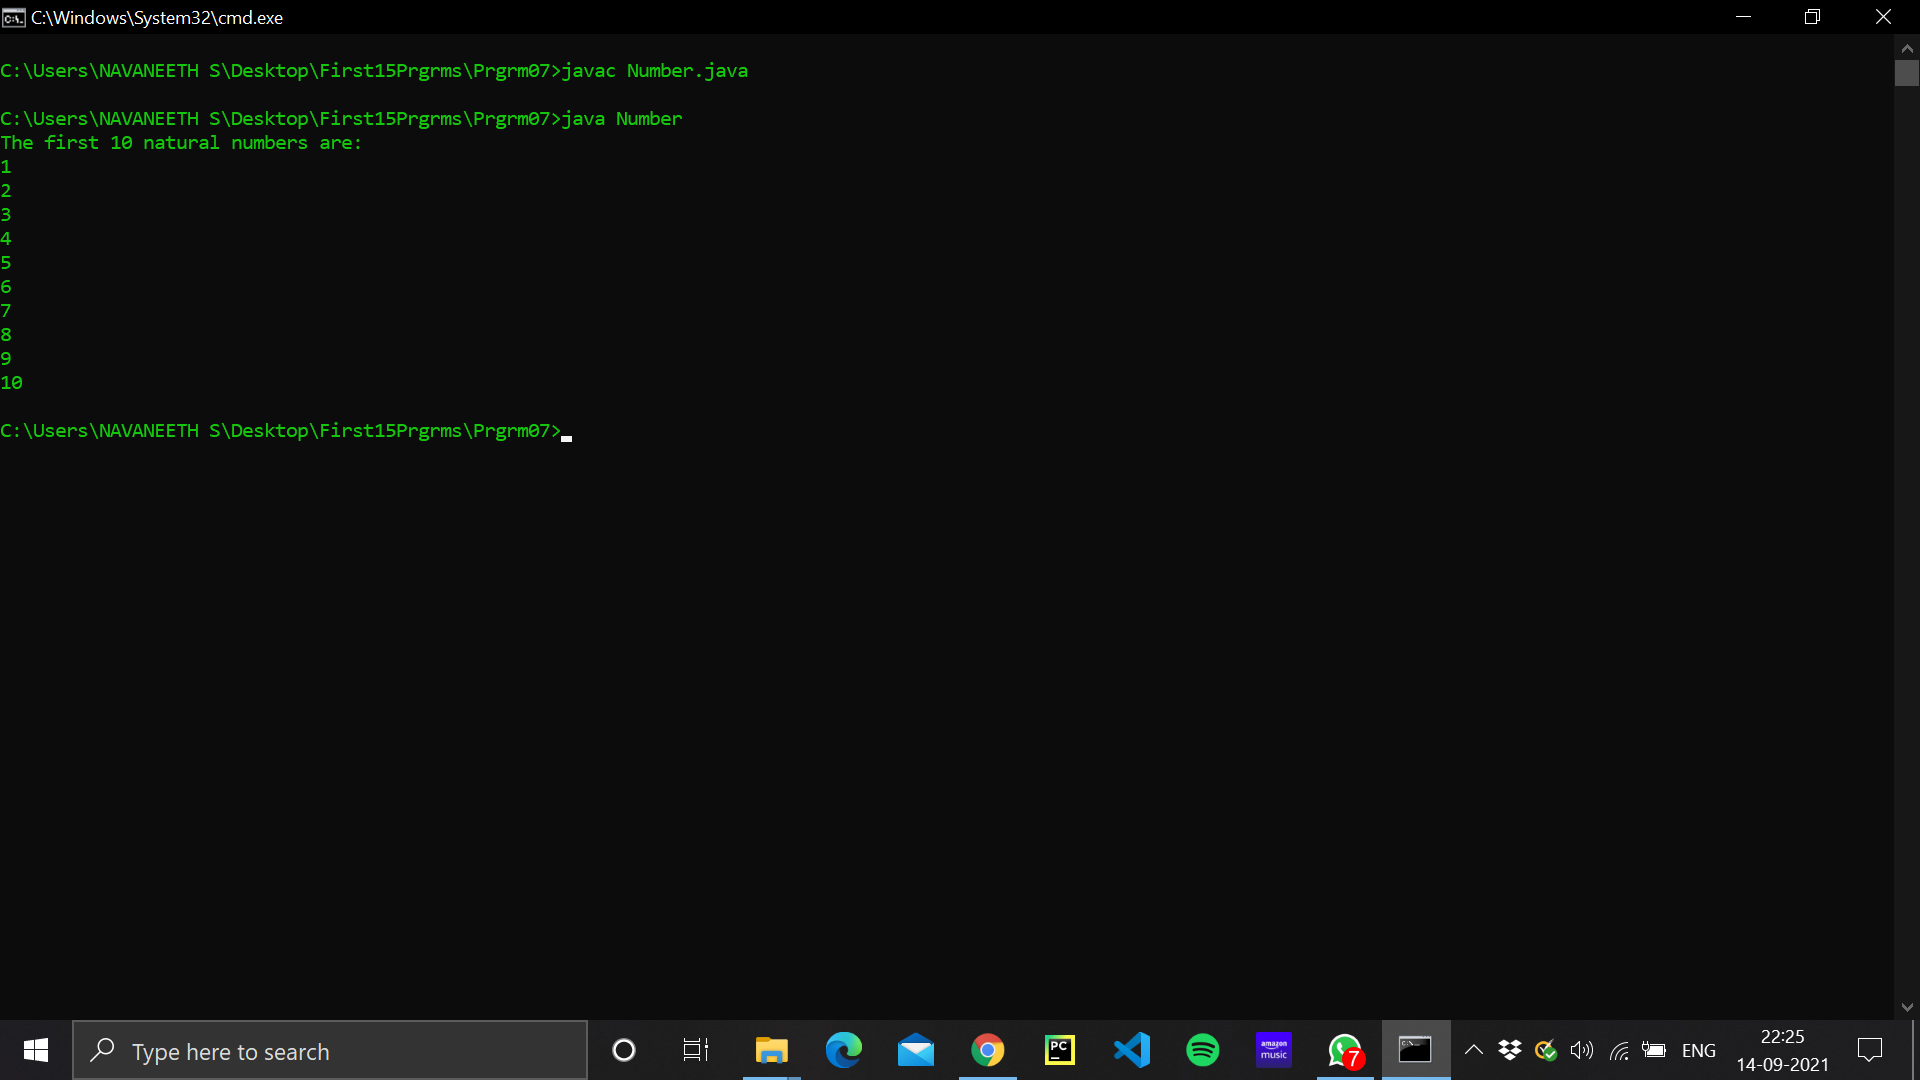 C:\Windows\System32\cmd.exe
C:\Users\NAVANEETH S\Desktop\First15Prgrms\Prgrm07>javac Number.java
C:\Users\NAVANEETH S\Desktop\First15Prgrms\Prgrm07>java Number
The first 10 natural numbers are:
1
2
3
4
5
6
7
8
9
10
C:\Users\NAVANEETH S\Desktop\First15Prgrms\Prgrm07>
Type here to search
PC
amazon
music
7
ENG
22:25
14-09-2021